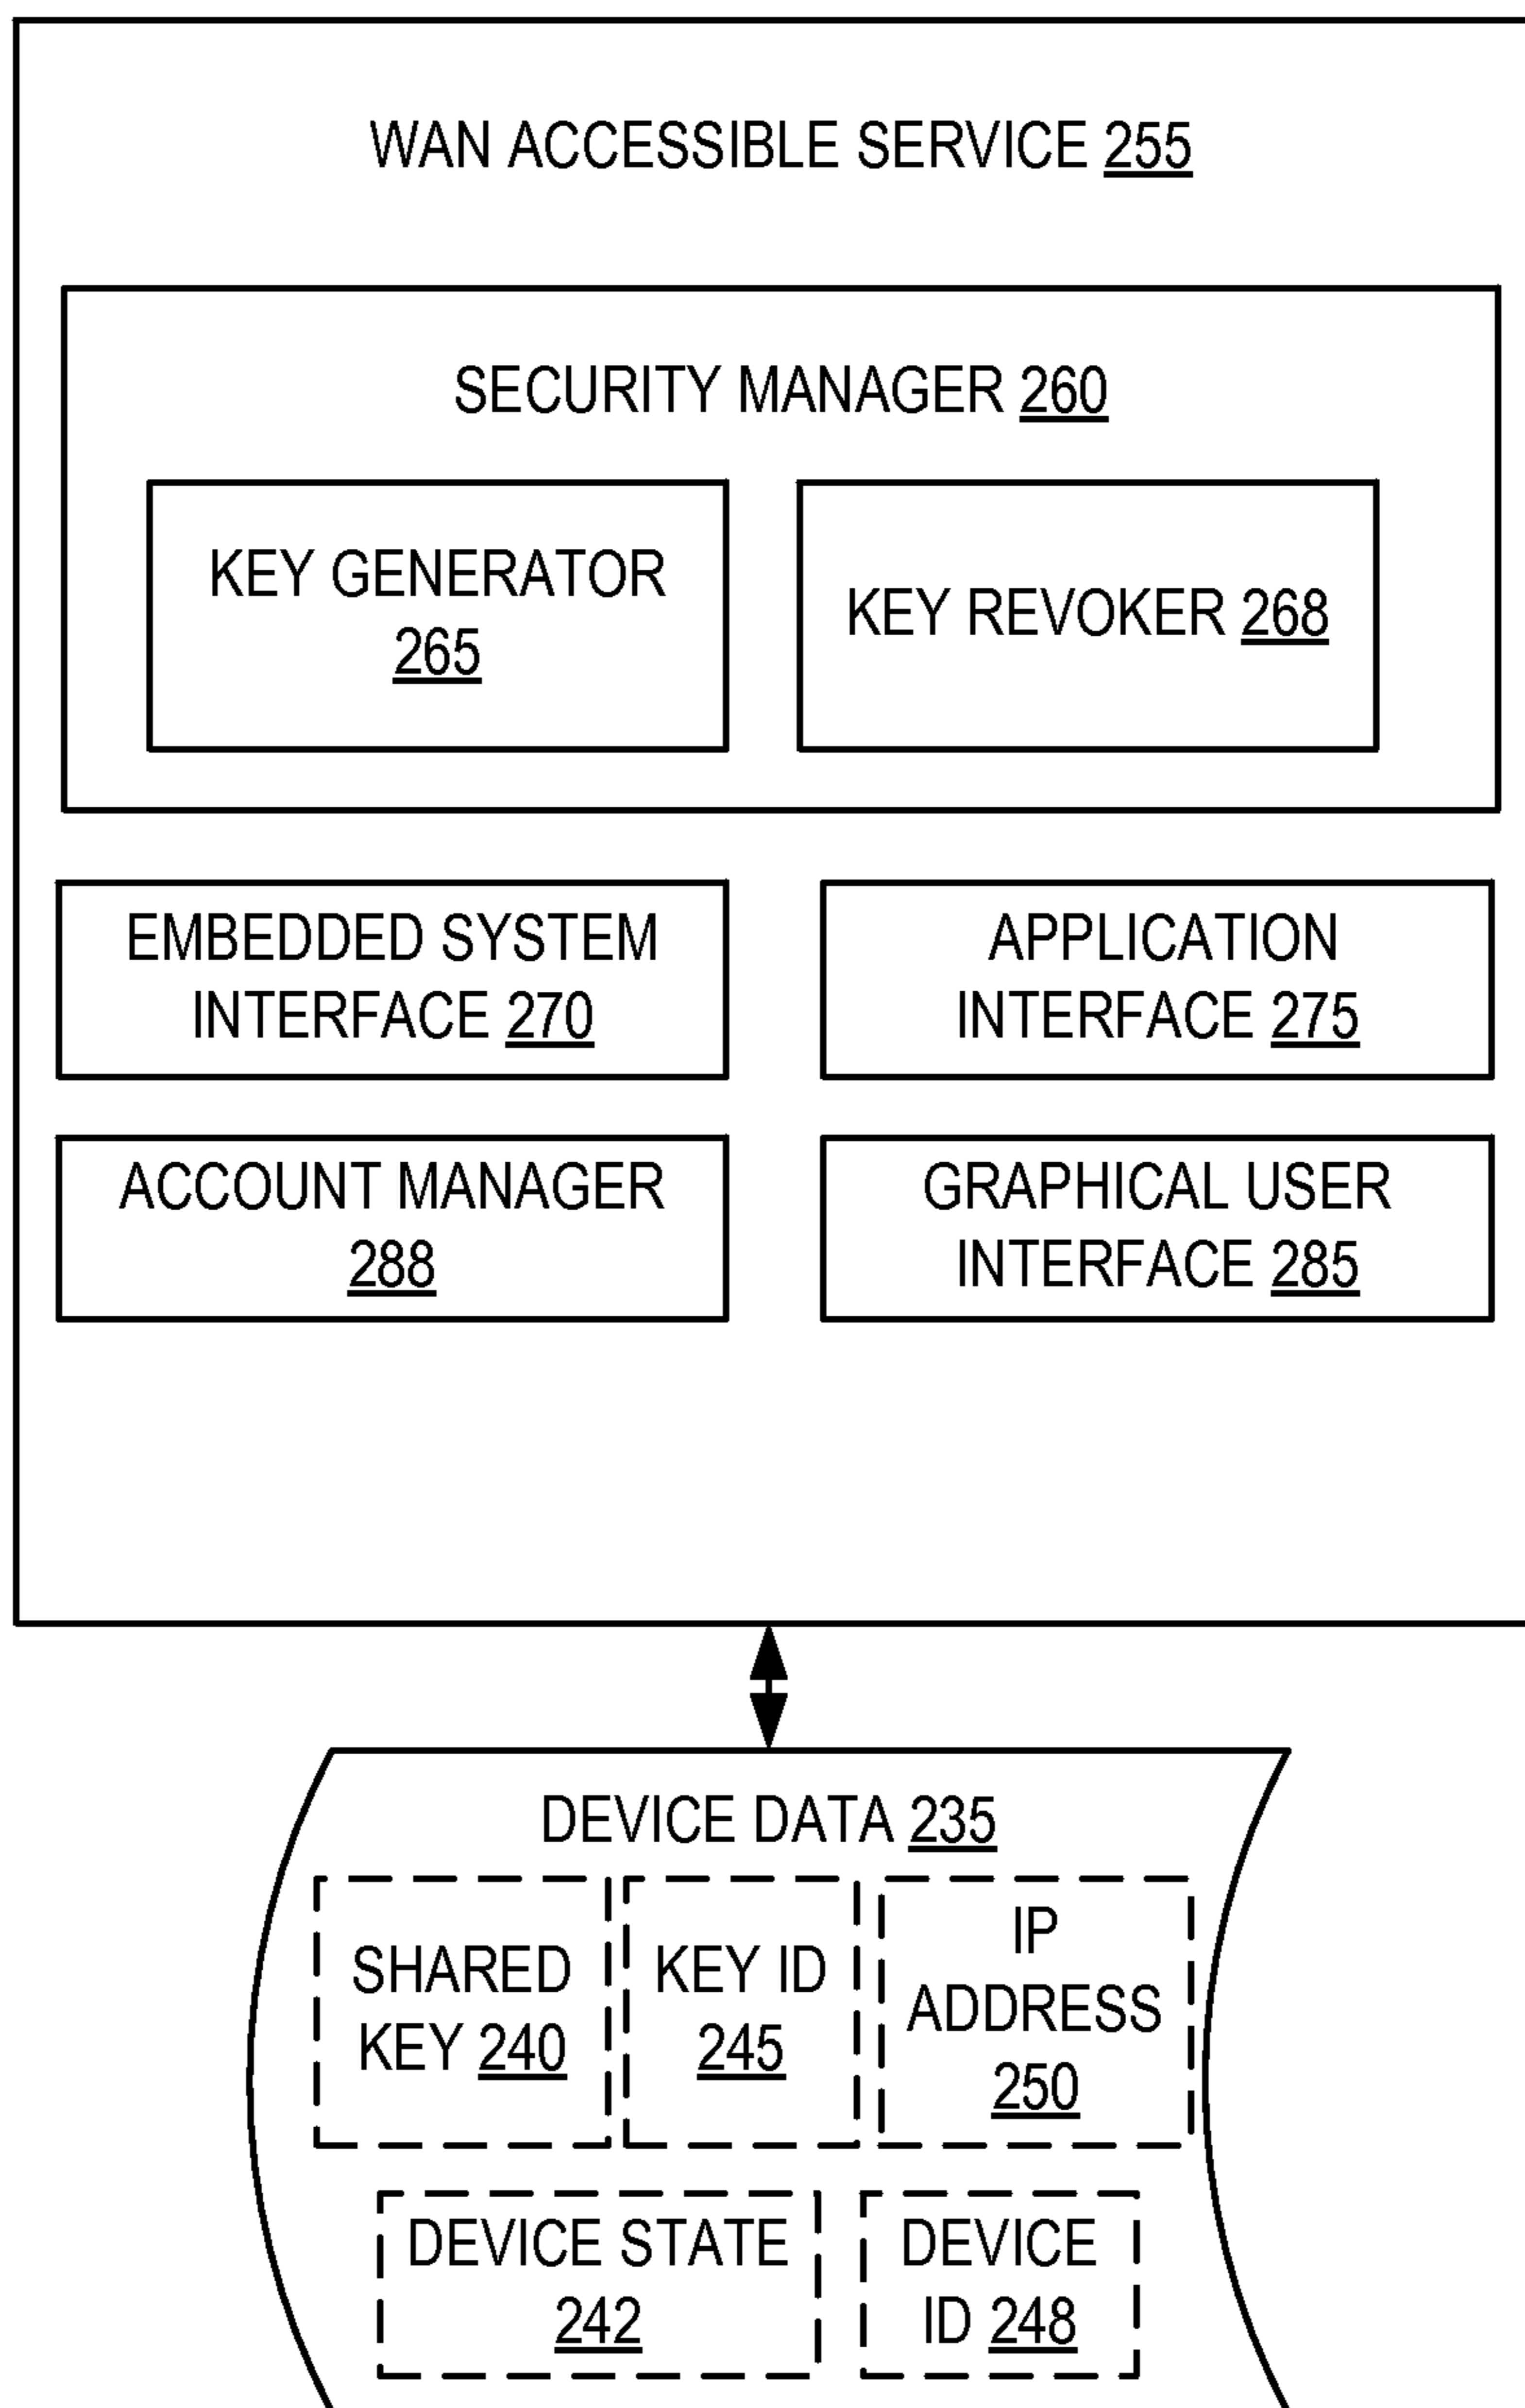 WAN ACCESSIBLE SERVICE 255
SECURITY MANAGER 260
KEY GENERATOR
265
KEY REVOKER 268
EMBEDDED SYSTEM
INTERFACE 270
APPLICATION
INTERFACE 275
ACCOUNT MANAGER
288
GRAPHICAL USER
INTERFACE 285
DEVICE DATA 235
SHARED
KEY 240
KEY ID
245
IP
ADDRESS
250
DEVICE STATE
242
DEVICE
ID 248